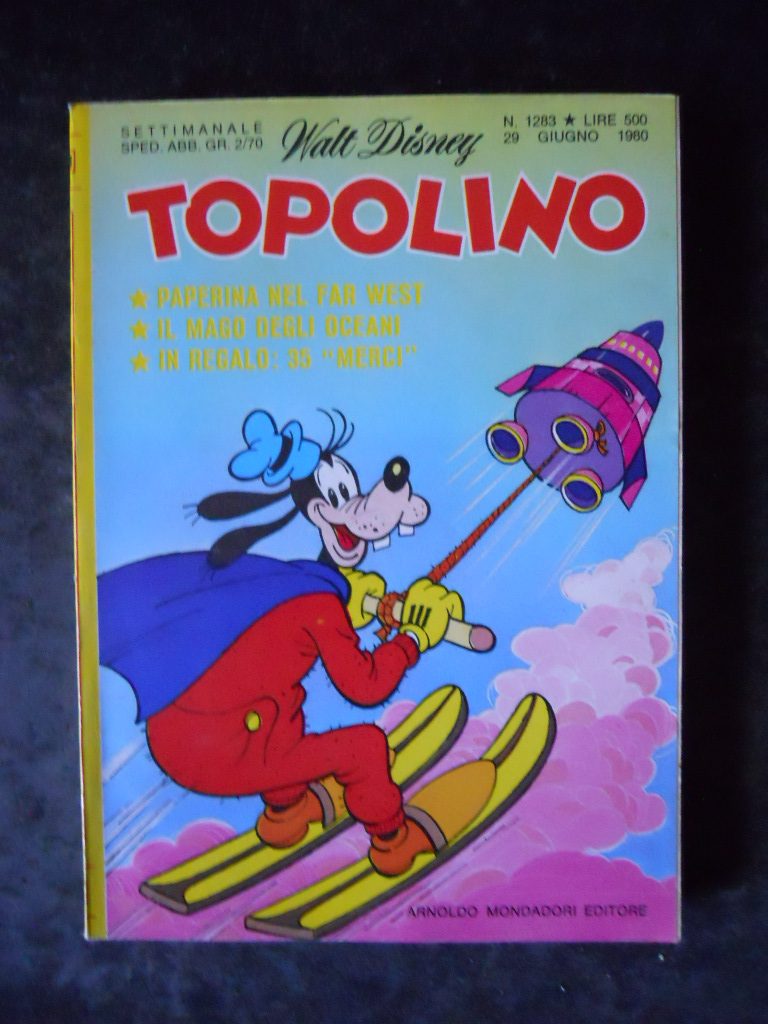 SETTIMANALE
SPED. ABB. GR. 2/70
Walt Disney
N. 1283 ★ LIRE 500
29 GIUGNO 1980
TOPOLINO
★ PAPERINA NEL FAR WEST
★ IL MAGO DEGLI OCEANI
★ IN REGALO: 35 "MERCI"
ARNOLDO MONDADORI EDITORE